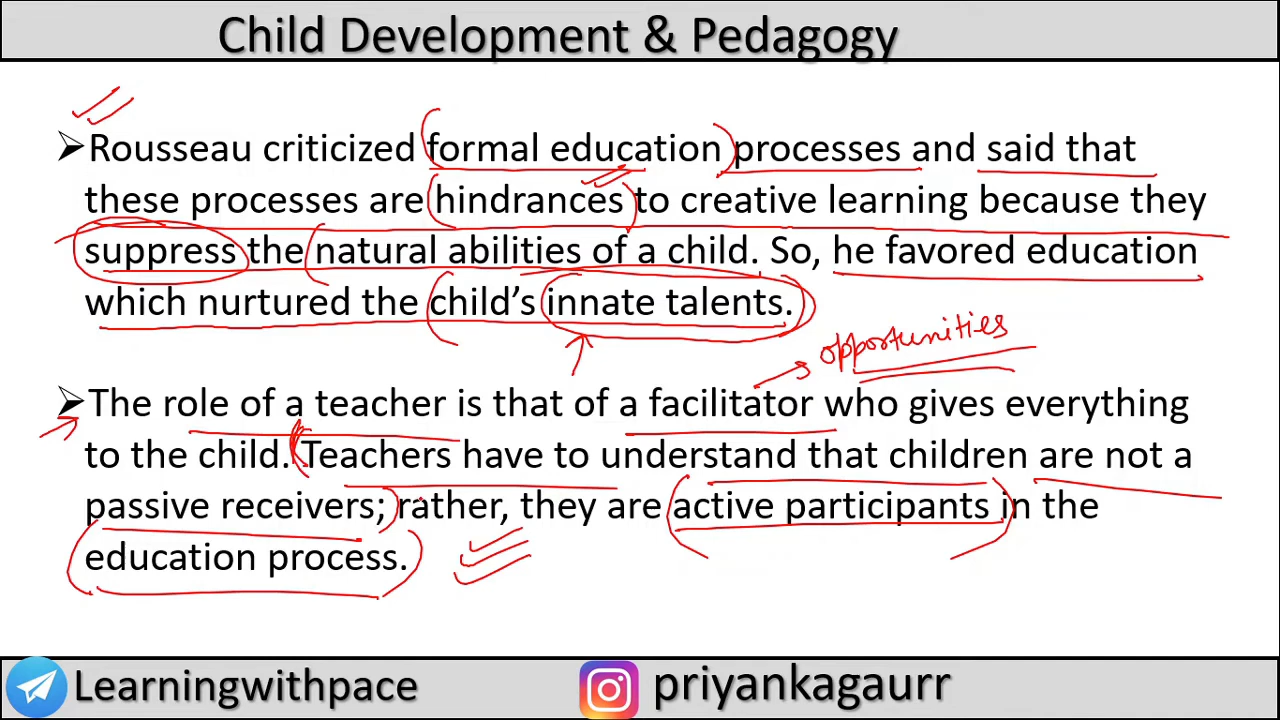 Child Development & Pedagogy
➢Rousseau criticized formal education processes and said that
these processes are hindrances to creative learning because they
suppress the natural abilities of a child. So, he favored education
which nurtured the child’s innate talents.
opportunities
➢The role of a teacher is that of a facilitator who gives everything
to the child. Teachers have to understand that children are not a
passive receivers; rather, they are active participants in the
education process.
Learningwithpace
priyankagaurr